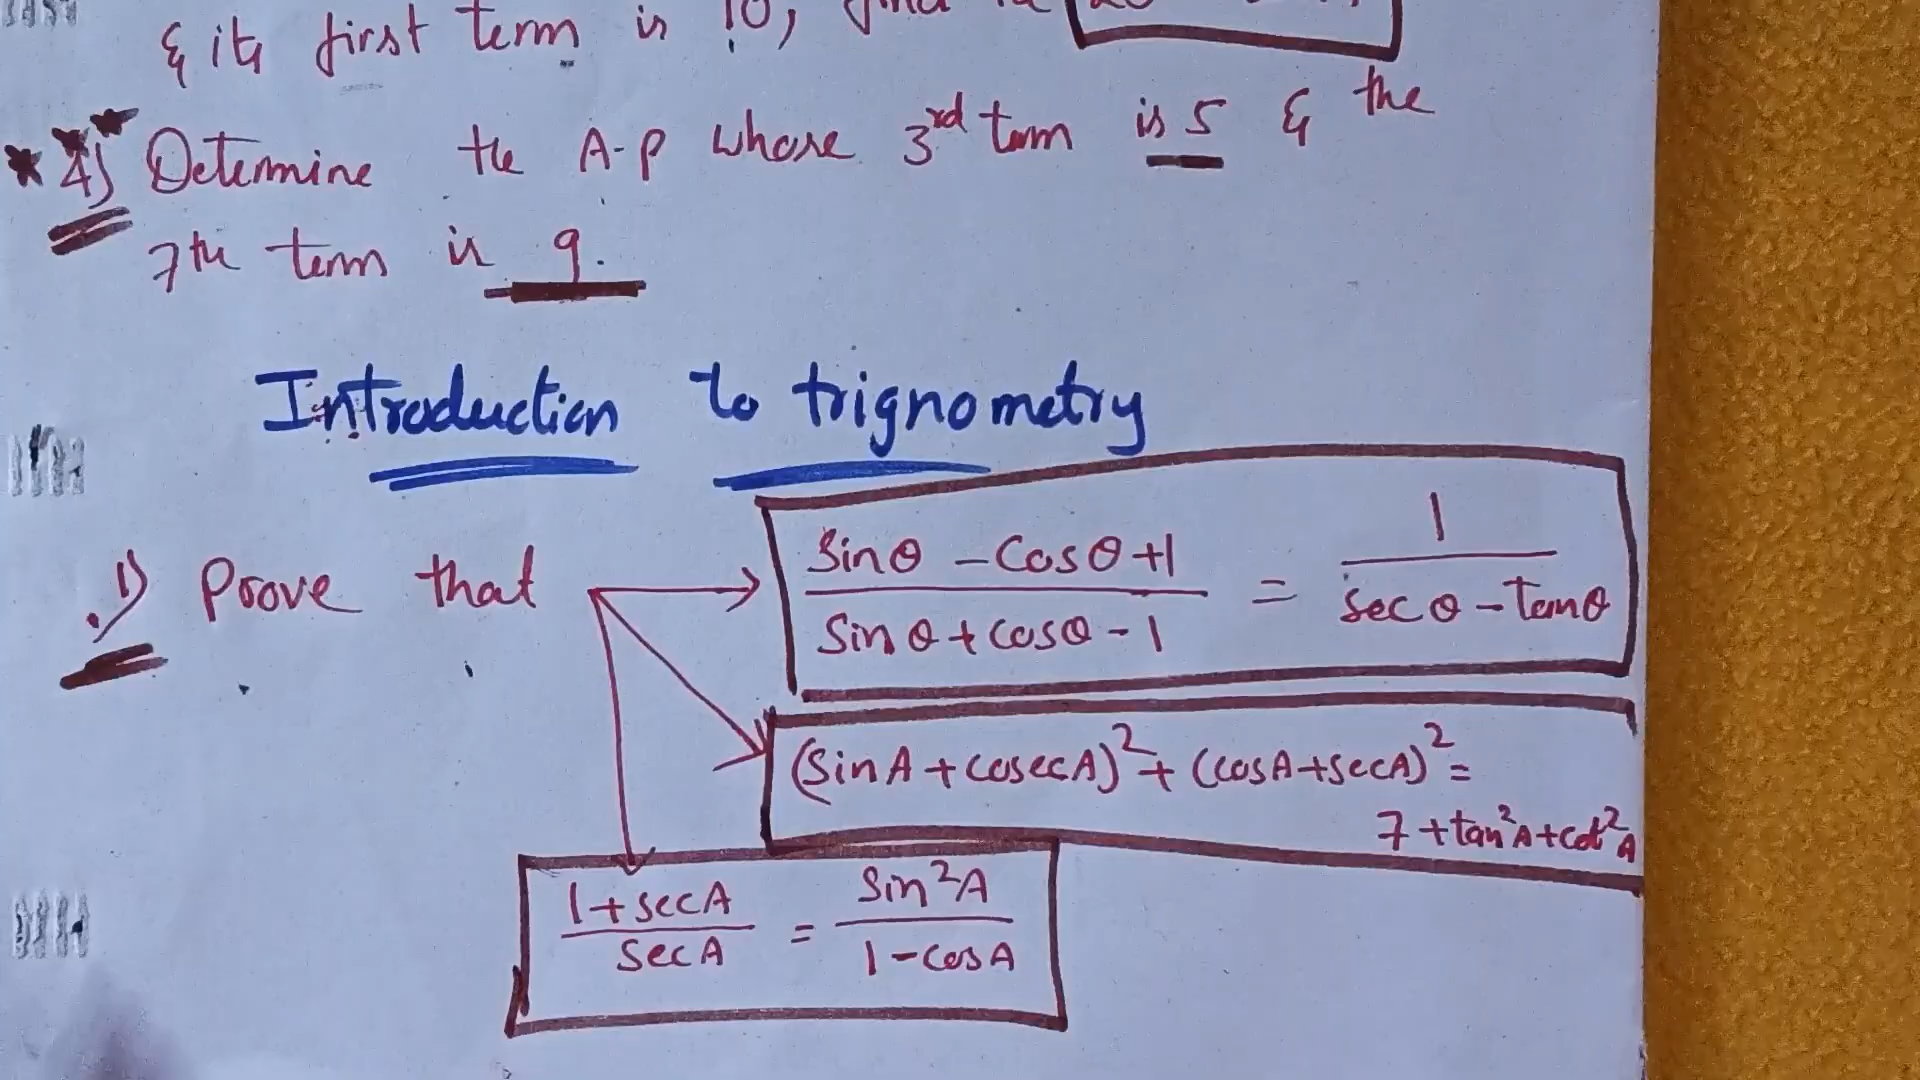 & its first term is 10,
4) Determine the A-P whose 3rd term is 5 & the
7th term is 9.
Introduction to trignometry
1) Prove that
sinθ - cosθ + 1 / sinθ + cosθ - 1 = 1 / secθ - tanθ
(sinA + cosecA)² + (cosA + secA)² =
7 + tan²A + cot²A
1 + secA / secA = sin²A / 1 - cosA